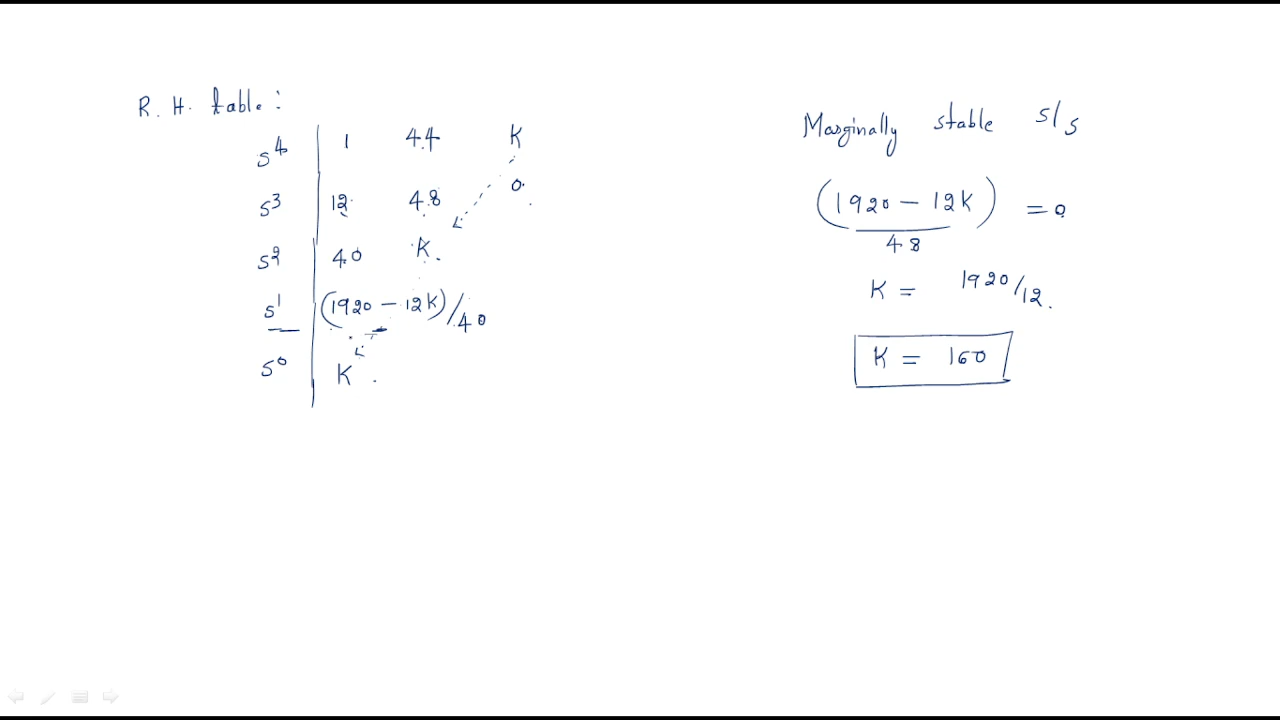 R. H. table:
s⁴ | 1 44 K
s³ | 12 48 0
s² | 40 K
s¹ | (1920 - 12K)/40
s⁰ | K
Marginally stable s/s
(1920 - 12K) = 0
48
K = 1920/12.
K = 160